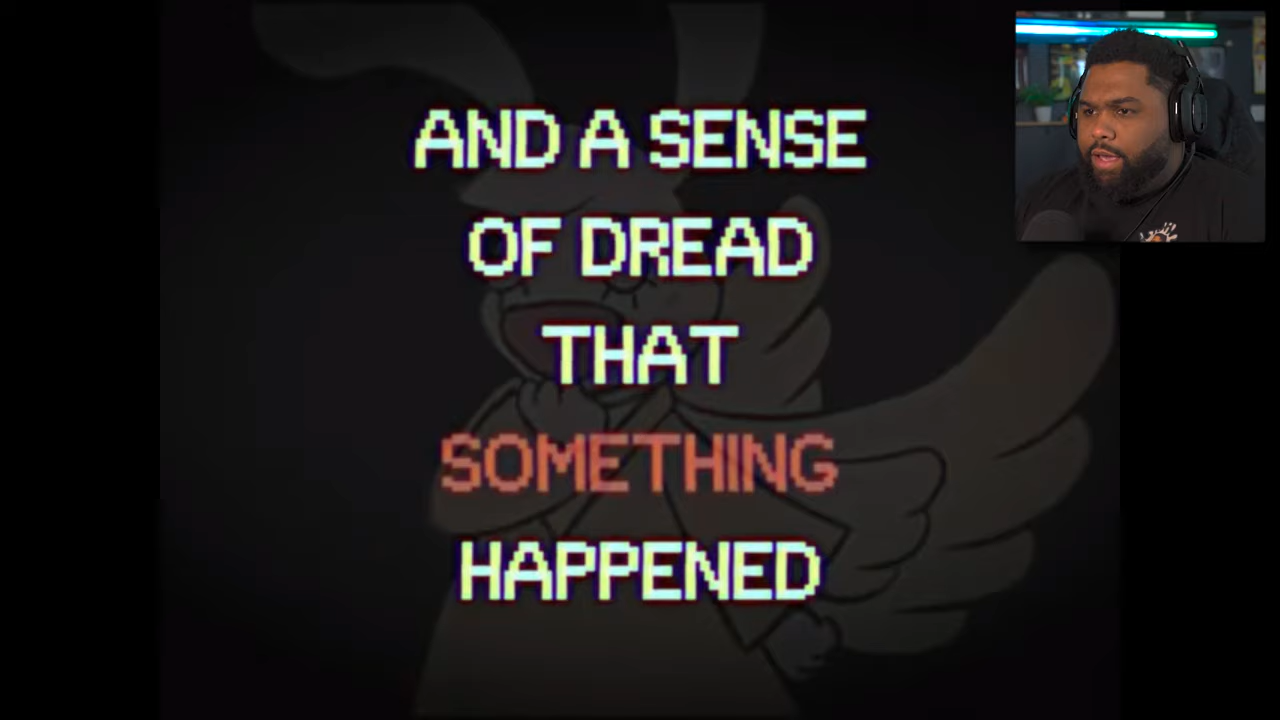 AND A SENSE
OF DREAD
THAT
SOMETHING
HAPPENED